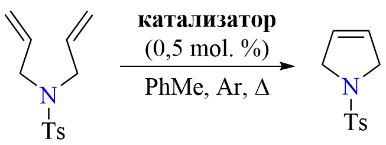 катализатор
(0,5 mol. %)
PhMe, Ar, Δ
N
Ts
N
Ts